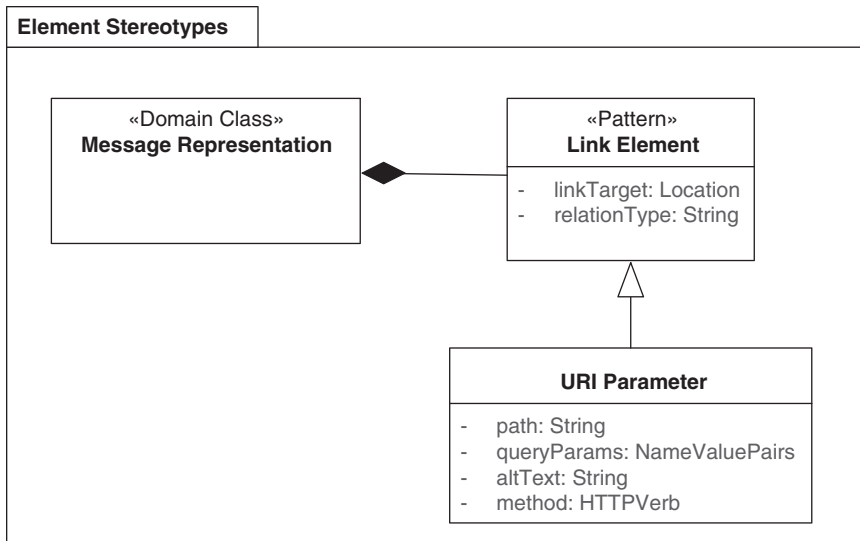 Element Stereotypes
«Domain Class»
Message Representation
«Pattern»
Link Element
- linkTarget: Location
- relationType: String
URI Parameter
- path: String
- queryParams: NameValuePairs
- altText: String
- method: HTTPVerb